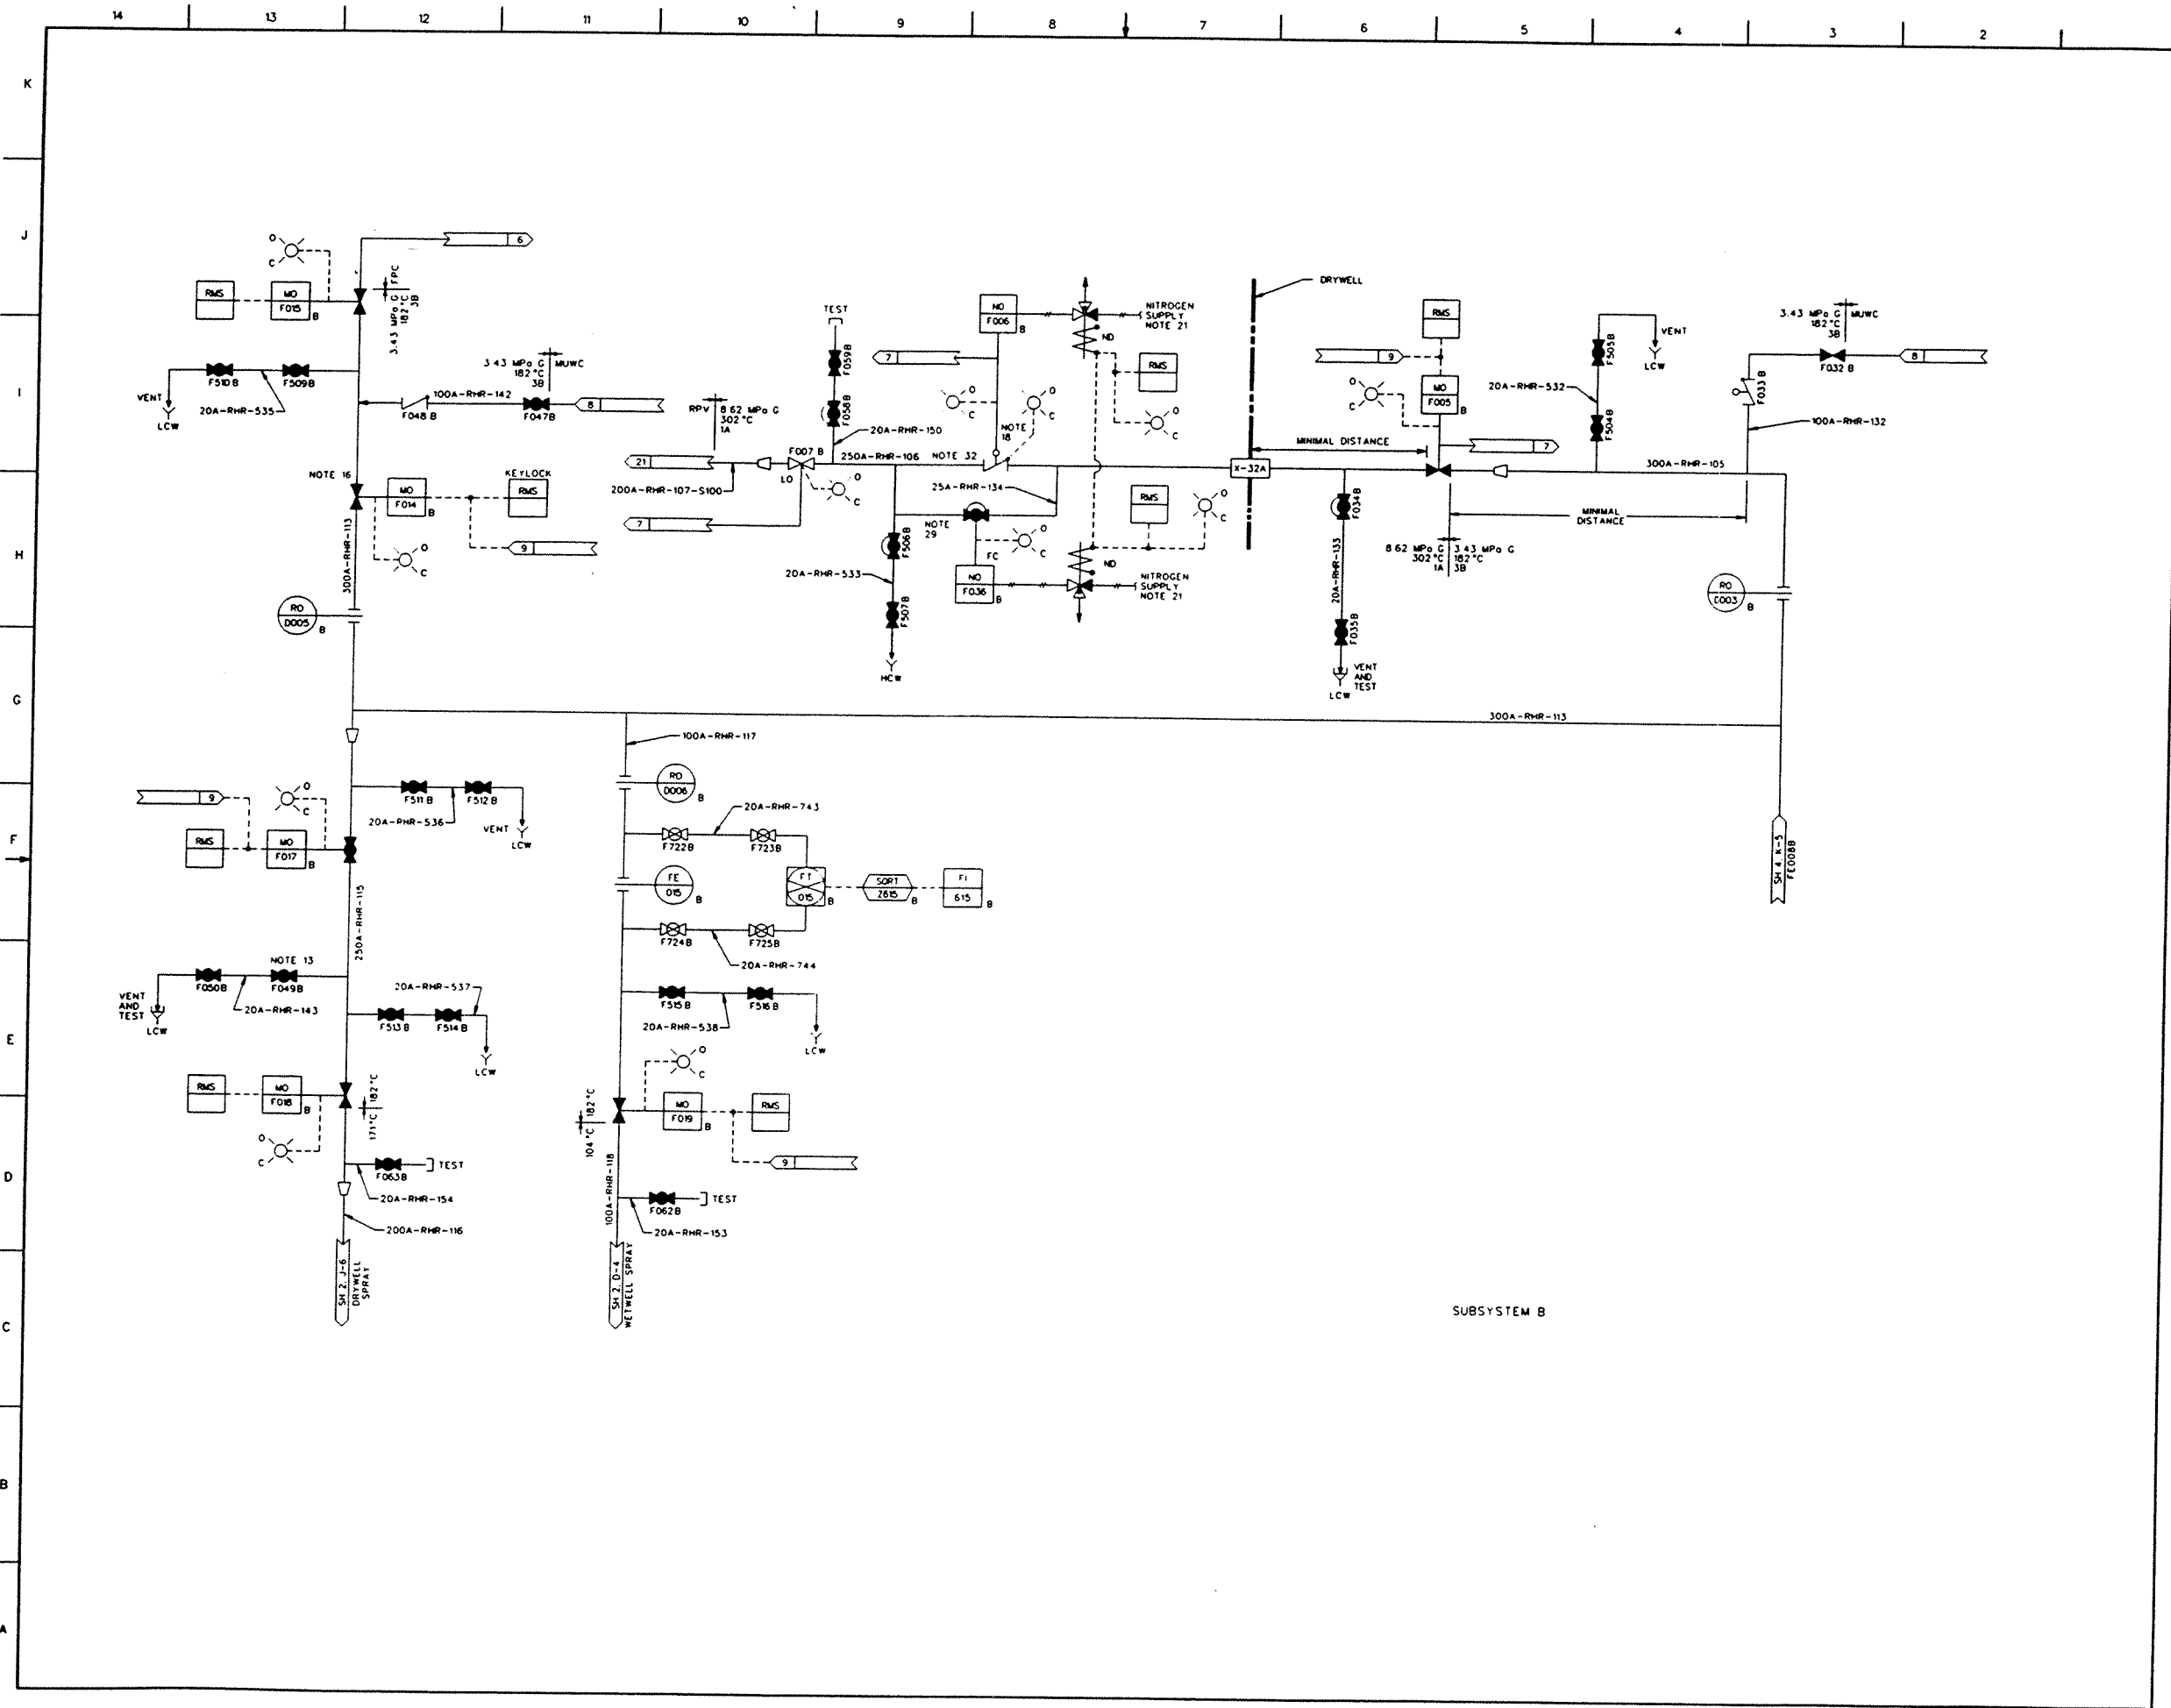 14
13
12
11
10
9
8
7
6
5
4
3
2
K
J
I
H
G
F
E
D
C
B
A
6
O
C
RMS
MO
F015
B
FPC
3.43 MPa G
182°C
3B
F510B
F509B
VENT
LCW
20A-RHR-535
3.43 MPa G
182°C
3B
MUWC
100A-RHR-142
F048B
F047B
8
NOTE 16
MO
F014
B
KEYLOCK
RMS
O
C
9
300A-RHR-113
RO
D005
B
TEST
F059B
F058B
20A-RHR-150
RPV
8.62 MPa G
302°C
1A
21
F007 B
LO
O
C
250A-RHR-106
NOTE 32
200A-RHR-107-S100
7
NO
F006
B
7
O
C
NOTE
18
O
C
NITROGEN
SUPPLY
NOTE 21
ND
RMS
O
C
25A-RHR-134
NOTE
29
F506B
20A-RHR-533
F507B
HCW
FC
O
C
NO
F036
B
RMS
O
C
ND
NITROGEN
SUPPLY
NOTE 21
DRYWELL
X-32A
MINIMAL DISTANCE
RMS
9
MO
F005
B
O
C
7
F034B
20A-RHR-133
F035B
VENT
AND
TEST
LCW
8.62 MPa G
302°C
1A
3.43 MPa G
182°C
3B
MINIMAL
DISTANCE
F505B
20A-RHR-532
F504B
VENT
LCW
3.43 MPa G
182°C
3B
MUWC
F032 B
8
F033 B
100A-RHR-132
300A-RHR-105
RO
D003
B
300A-RHR-113
SH 4, K-5
FE008B
100A-RHR-117
RO
D006
B
20A-RHR-743
F722B
F723B
FE
015
B
FT
015
B
SQRT
Z615
B
FI
615
B
F724B
F725B
20A-RHR-744
F515B
F516B
20A-RHR-538
LCW
O
C
104°C
182°C
MO
F019
B
RMS
9
100A-RHR-118
F062B
TEST
20A-RHR-153
SH 2, D-4
WETWELL SPRAY
F511B
F512B
20A-RHR-536
VENT
LCW
9
O
C
RMS
MO
F017
B
250A-RHR-115
NOTE 13
F050B
F049B
VENT
AND
TEST
LCW
20A-RHR-143
20A-RHR-537
F513B
F514B
LCW
RMS
MO
F018
B
171°C
182°C
O
C
F063B
TEST
20A-RHR-154
200A-RHR-116
SH 2, J-6
DRYWELL
SPRAY
SUBSYSTEM B